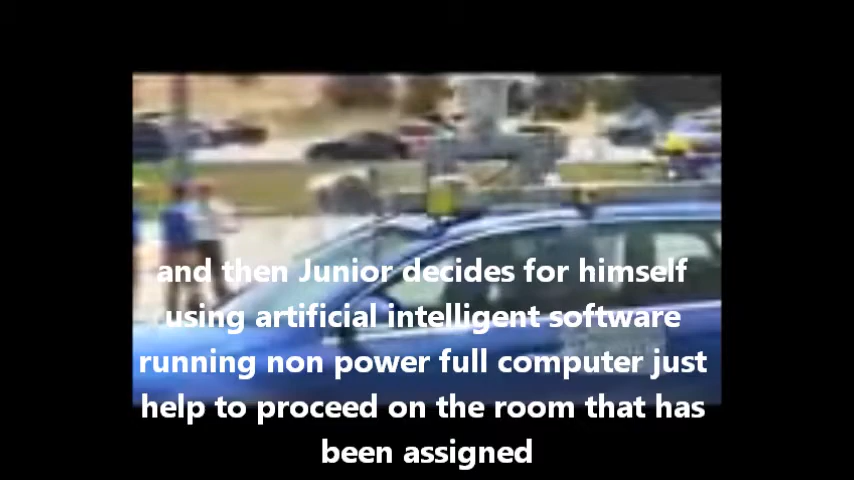 and then Junior decides for himself
using artificial intelligent software
running non power full computer just
help to proceed on the room that has
been assigned